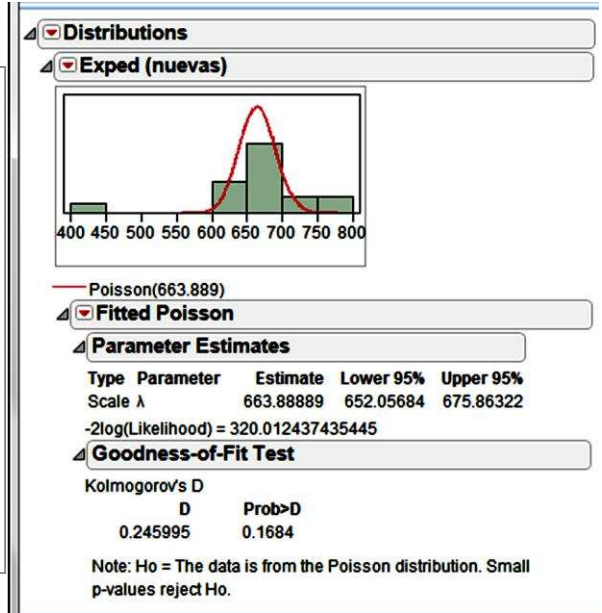 Distributions
Exped (nuevas)
400 450 500 550 600 650 700 750 800
Poisson(663.889)
Fitted Poisson
Parameter Estimates
Type Parameter Estimate Lower 95% Upper 95%
Scale λ 663.88889 652.05684 675.86322
-2log(Likelihood) = 320.012437435445
Goodness-of-Fit Test
Kolmogorov's D
D Prob>D
0.245995 0.1684
Note: Ho = The data is from the Poisson distribution. Small
p-values reject Ho.